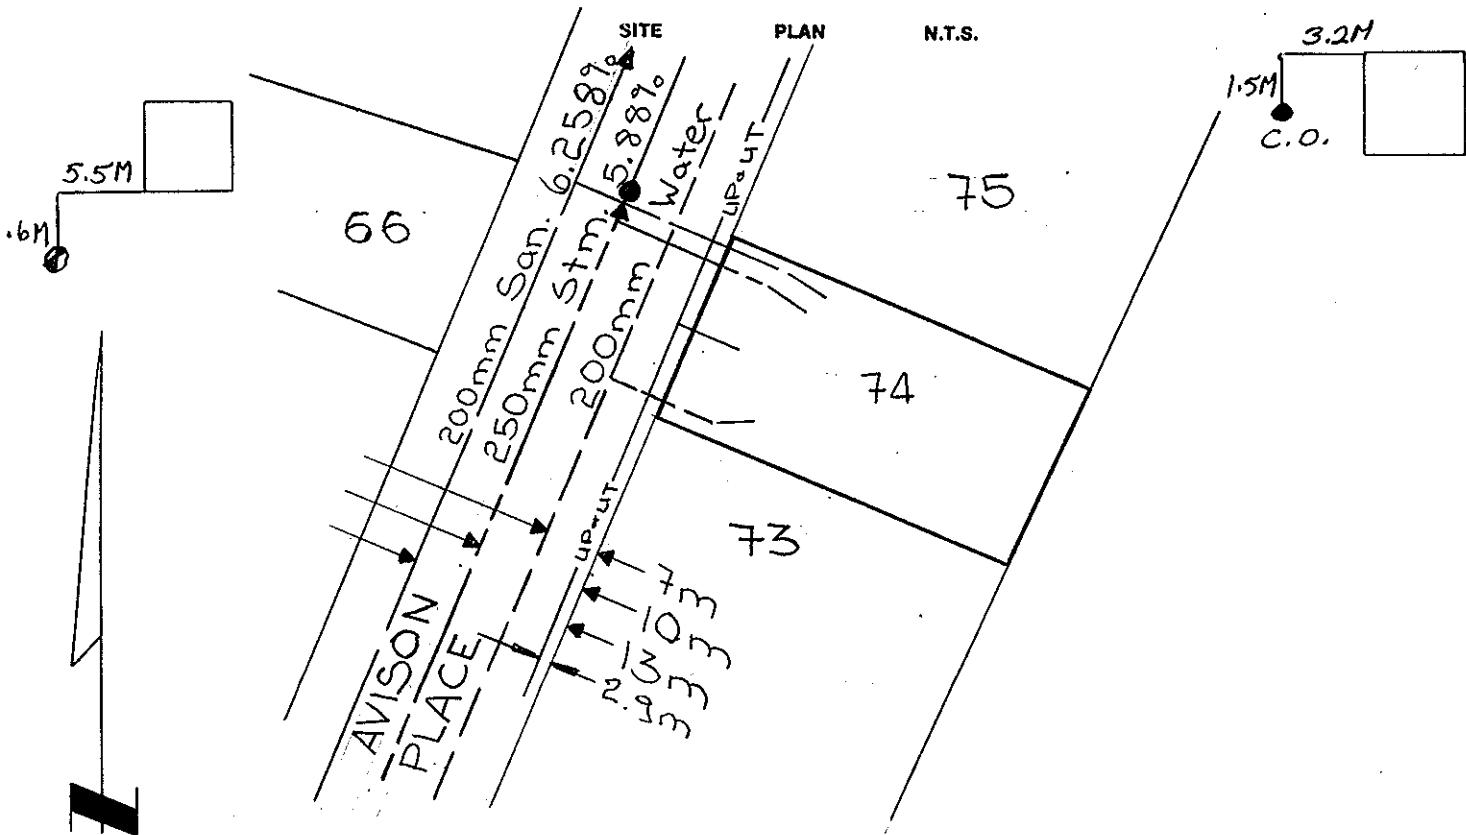 SITE PLAN N.T.S.
3.2M
1.5M
C.O.
5.5M
.6M
66
75
74
73
200mm San. 6.258%
250mm Stm. 5.88%
200mm Water
UP & UT
UP & UT
7m
10m
13m
2.9m
AVISON
PLACE